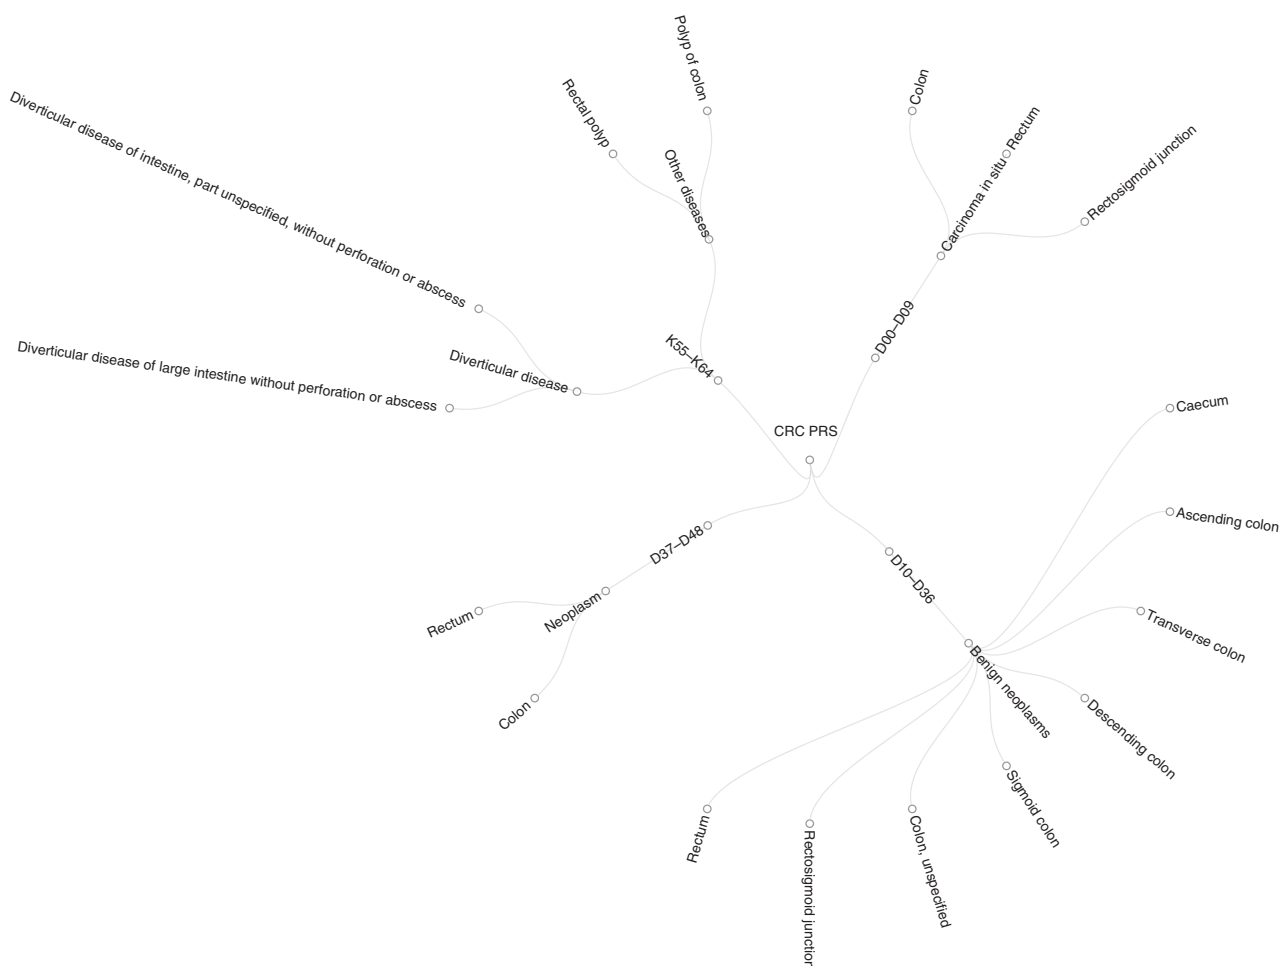 Polyp of colon
Rectal polyp
Other diseases
Diverticular disease of intestine, part unspecified, without perforation or abscess
Diverticular disease of large intestine without perforation or abscess
Diverticular disease
K55–K64
Colon
Rectum
Rectosigmoid junction
Carcinoma in situ
D00–D09
CRC PRS
D37–D48
Neoplasm
Rectum
Colon
D10–D36
Benign neoplasms
Caecum
Ascending colon
Transverse colon
Descending colon
Sigmoid colon
Colon, unspecified
Rectosigmoid junction
Rectum